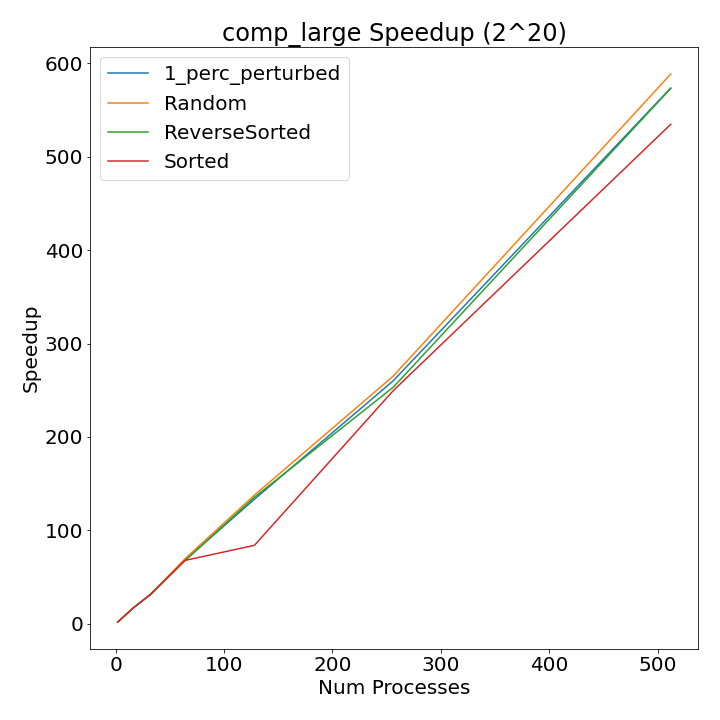 comp_large Speedup (2^20)
1_perc_perturbed
Random
ReverseSorted
Sorted
600
500
400
300
200
100
0
Speedup
0 100 200 300 400 500
Num Processes